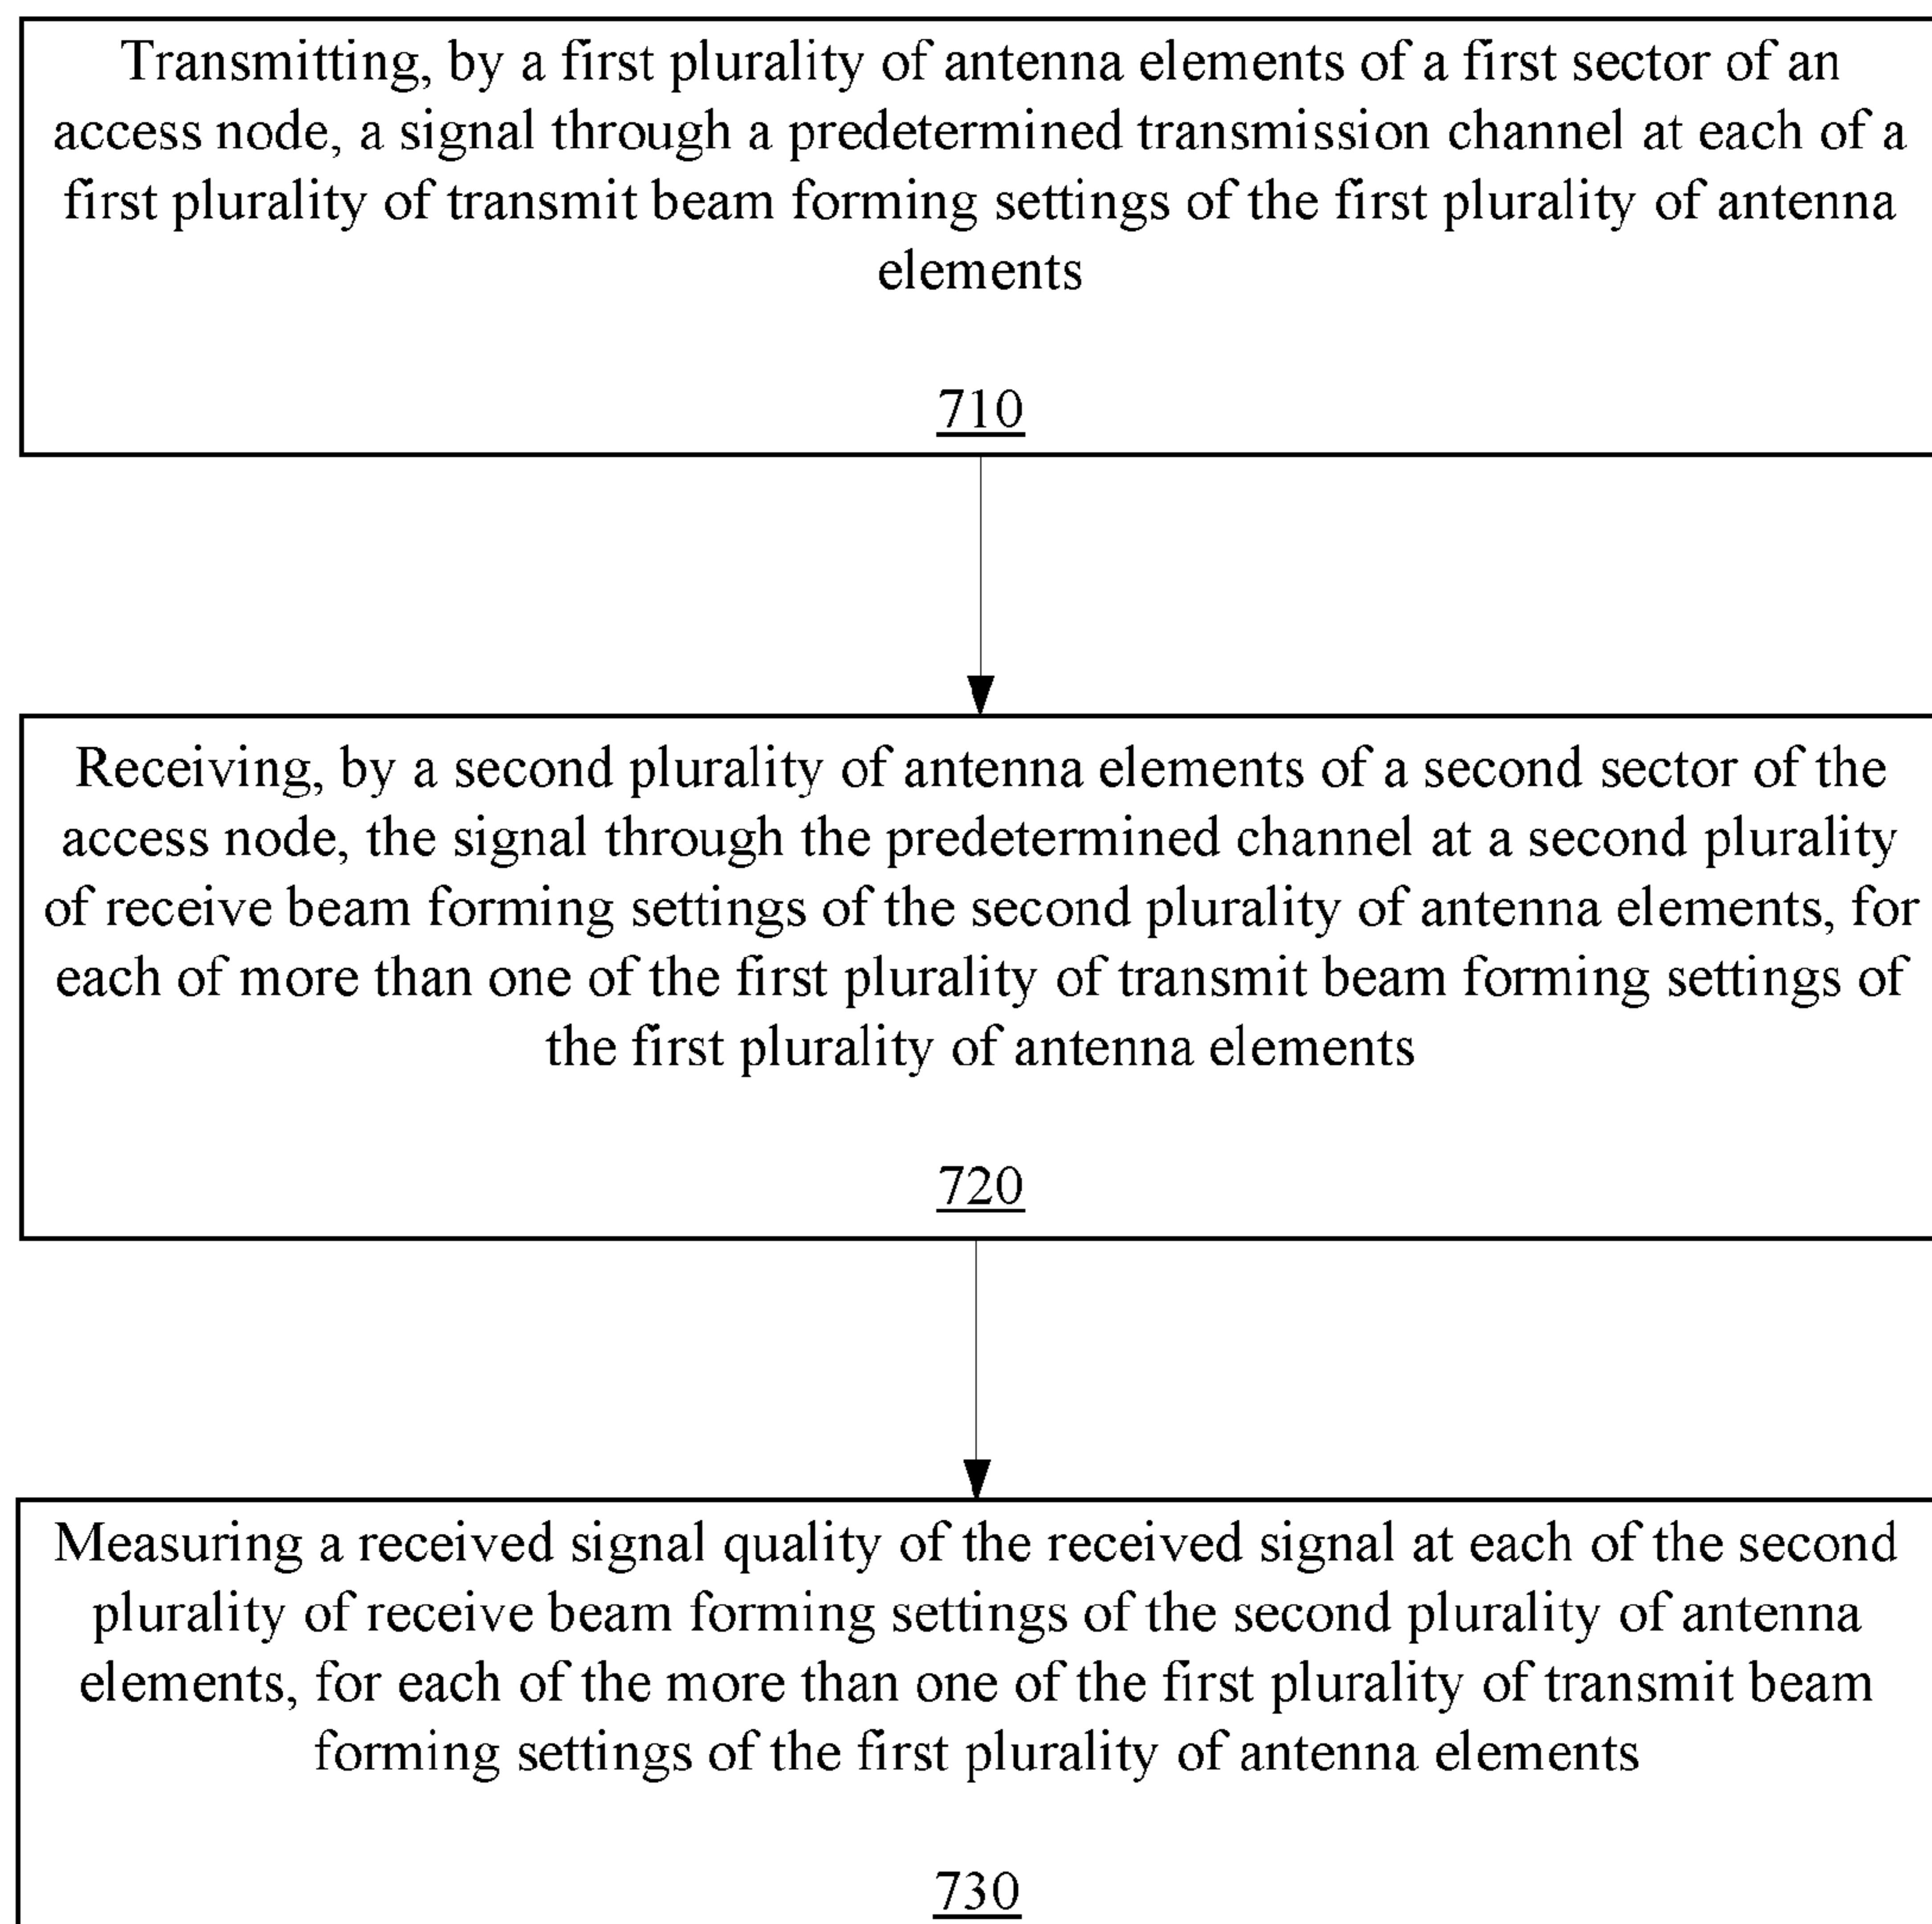 Transmitting, by a first plurality of antenna elements of a first sector of an
access node, a signal through a predetermined transmission channel at each of a
first plurality of transmit beam forming settings of the first plurality of antenna
elements
710
Receiving, by a second plurality of antenna elements of a second sector of the
access node, the signal through the predetermined channel at a second plurality
of receive beam forming settings of the second plurality of antenna elements, for
each of more than one of the first plurality of transmit beam forming settings of
the first plurality of antenna elements
720
Measuring a received signal quality of the received signal at each of the second
plurality of receive beam forming settings of the second plurality of antenna
elements, for each of the more than one of the first plurality of transmit beam
forming settings of the first plurality of antenna elements
730